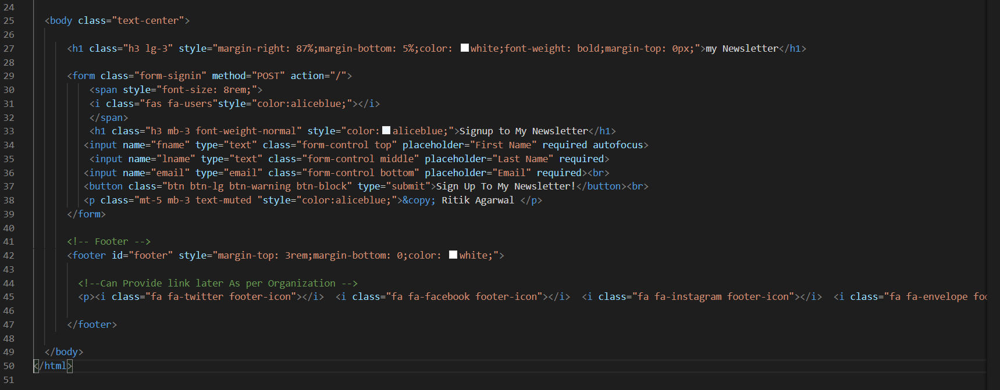 24
25 <body class="text-center">
26
27 <h1 class="h3 lg-3" style="margin-right: 87%;margin-bottom: 5%;color: white;font-weight: bold;margin-top: 0px;">my Newsletter</h1>
28
29 <form class="form-signin" method="POST" action="/">
30 <span style="font-size: 8rem;">
31 <i class="fas fa-users"style="color:aliceblue;"></i>
32 </span>
33 <h1 class="h3 mb-3 font-weight-normal" style="color:aliceblue;">Signup to My Newsletter</h1>
34 <input name="fname" type="text" class="form-control top" placeholder="First Name" required autofocus>
35 <input name="lname" type="text" class="form-control middle" placeholder="Last Name" required>
36 <input name="email" type="email" class="form-control bottom" placeholder="Email" required><br>
37 <button class="btn btn-lg btn-warning btn-block" type="submit">Sign Up To My Newsletter!</button><br>
38 <p class="mt-5 mb-3 text-muted "style="color:aliceblue;">&copy; Ritik Agarwal </p>
39 </form>
40
41 <!-- Footer -->
42 <footer id="footer" style="margin-top: 3rem;margin-bottom: 0;color: white;">
43
44 <!--Can Provide link later As per Organization -->
45 <p><i class="fa fa-twitter footer-icon"></i> <i class="fa fa-facebook footer-icon"></i> <i class="fa fa-instagram footer-icon"></i> <i class="fa fa-envelope
46
47 </footer>
48
49 </body>
50 </html>
51